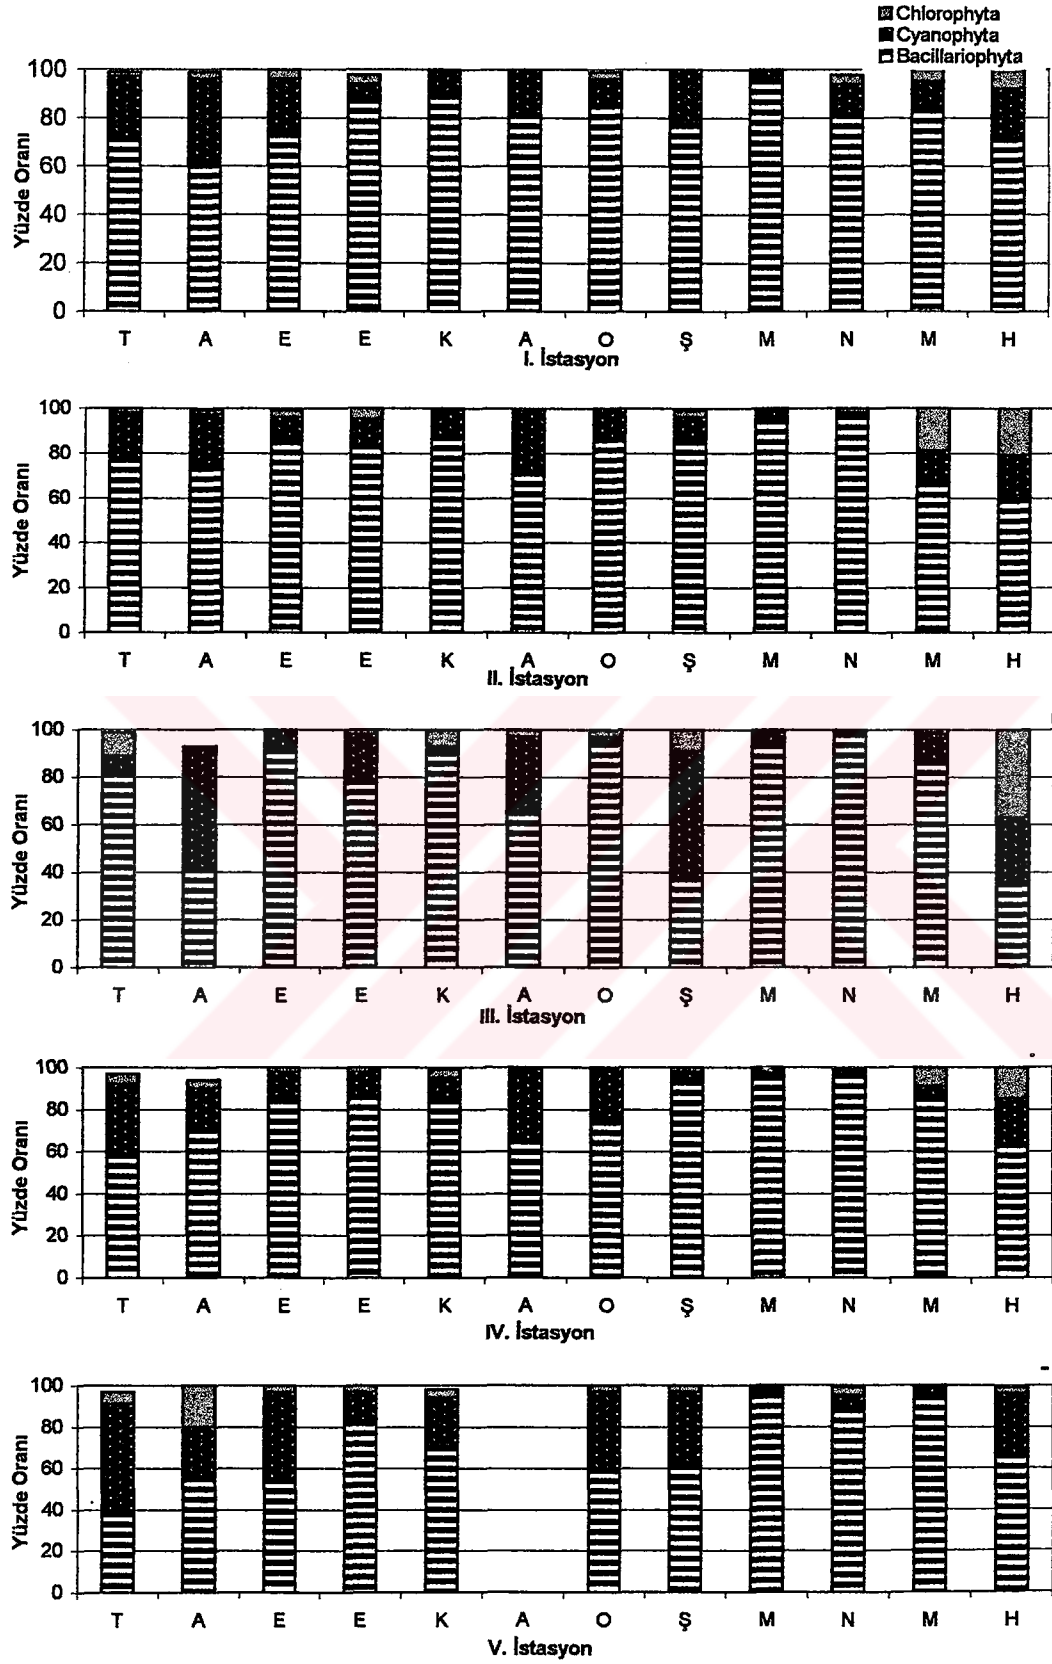 Chlorophyta
Cyanophyta
Bacillariophyta
Yüzde Oranı
100
80
60
40
20
0
T A E E K A O Ş M N M H
I. İstasyon
Yüzde Oranı
100
80
60
40
20
0
T A E E K A O Ş M N M H
II. İstasyon
Yüzde Oranı
100
80
60
40
20
0
T A E E K A O Ş M N M H
III. İstasyon
Yüzde Oranı
100
80
60
40
20
0
T A E E K A O Ş M N M H
IV. İstasyon
Yüzde Oranı
100
80
60
40
20
0
T A E E K A O Ş M N M H
V. İstasyon